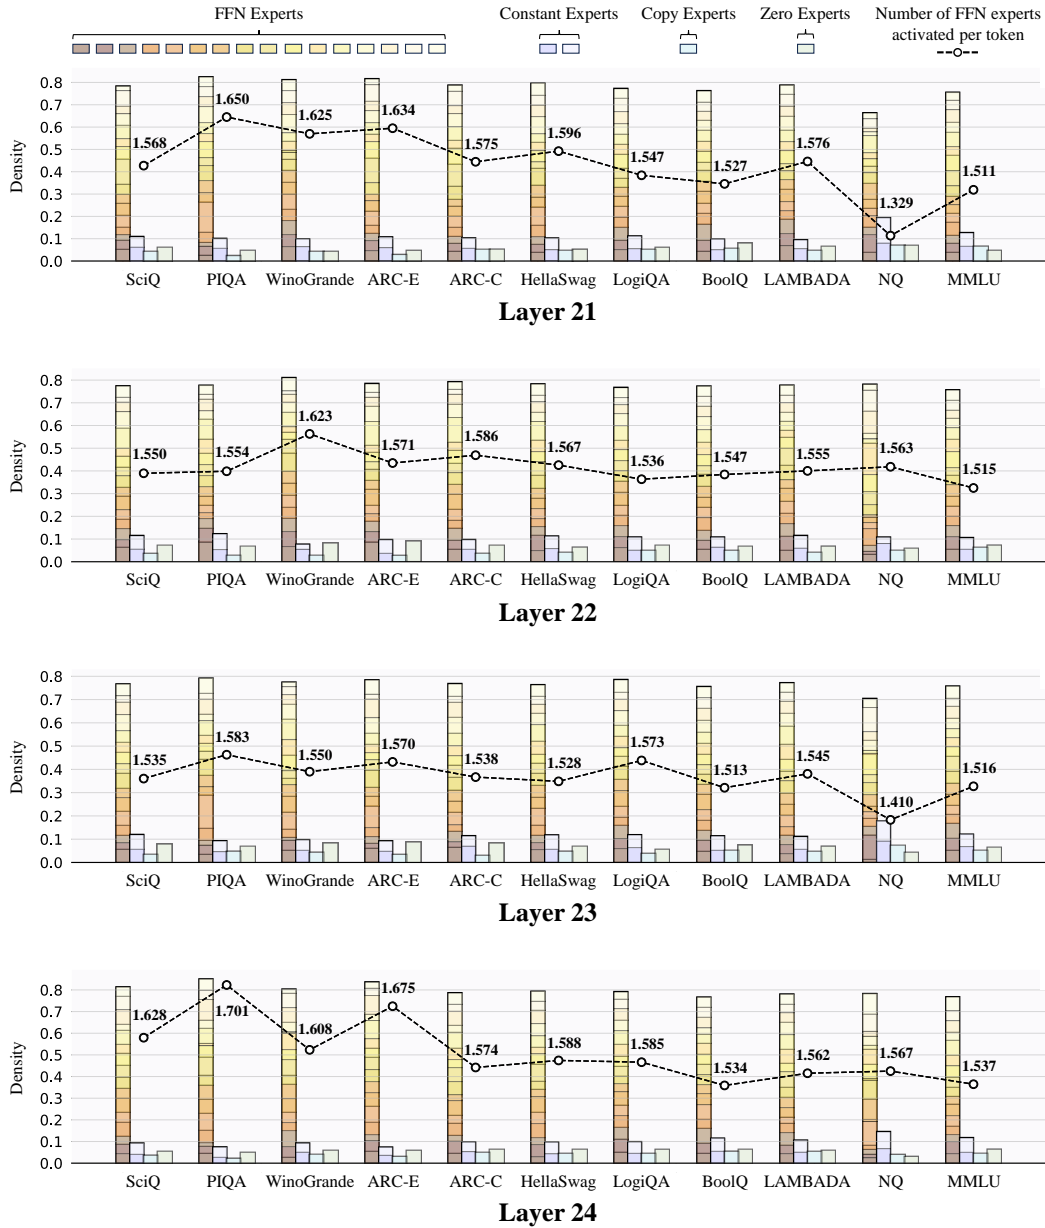 FFN Experts Constant Experts Copy Experts Zero Experts Number of FFN experts
activated per token
Density
0.8
0.7
0.6
0.5
0.4
0.3
0.2
0.1
0.0
1.568 1.650 1.625 1.634 1.575 1.596 1.547 1.527 1.576 1.329 1.511
SciQ PIQA WinoGrande ARC-E ARC-C HellaSwag LogiQA BoolQ LAMBADA NQ MMLU
Layer 21
Density
0.8
0.7
0.6
0.5
0.4
0.3
0.2
0.1
0.0
1.550 1.554 1.623 1.571 1.586 1.567 1.536 1.547 1.555 1.563 1.515
SciQ PIQA WinoGrande ARC-E ARC-C HellaSwag LogiQA BoolQ LAMBADA NQ MMLU
Layer 22
Density
0.8
0.7
0.6
0.5
0.4
0.3
0.2
0.1
0.0
1.535 1.583 1.550 1.570 1.538 1.528 1.573 1.513 1.545 1.410 1.516
SciQ PIQA WinoGrande ARC-E ARC-C HellaSwag LogiQA BoolQ LAMBADA NQ MMLU
Layer 23
Density
0.8
0.7
0.6
0.5
0.4
0.3
0.2
0.1
0.0
1.628 1.701 1.608 1.675 1.574 1.588 1.585 1.534 1.562 1.567 1.537
SciQ PIQA WinoGrande ARC-E ARC-C HellaSwag LogiQA BoolQ LAMBADA NQ MMLU
Layer 24